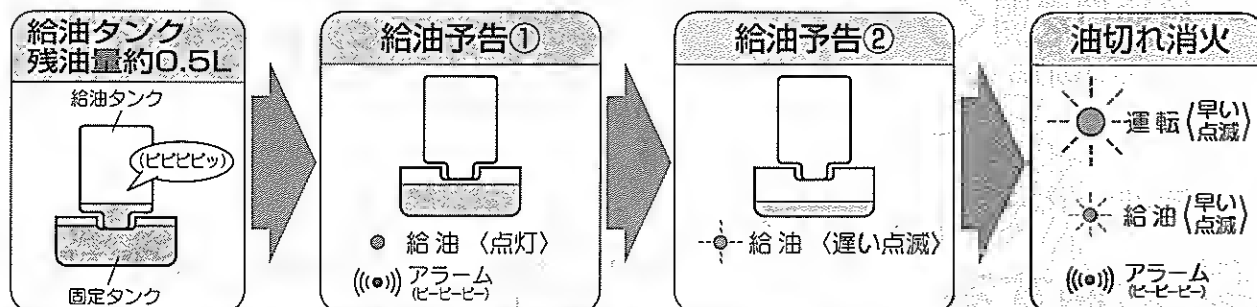 給油タンク
残油量約0.5L
給油タンク
(ピピピピッ)
固定タンク
給油予告①
給油〈点灯〉
アラーム
(ピーピーピー)
給油予告②
給油〈遅い点滅〉
油切れ消火
運転〈早い
点滅〉
給油〈早い
点滅〉
アラーム
(ピーピーピー)